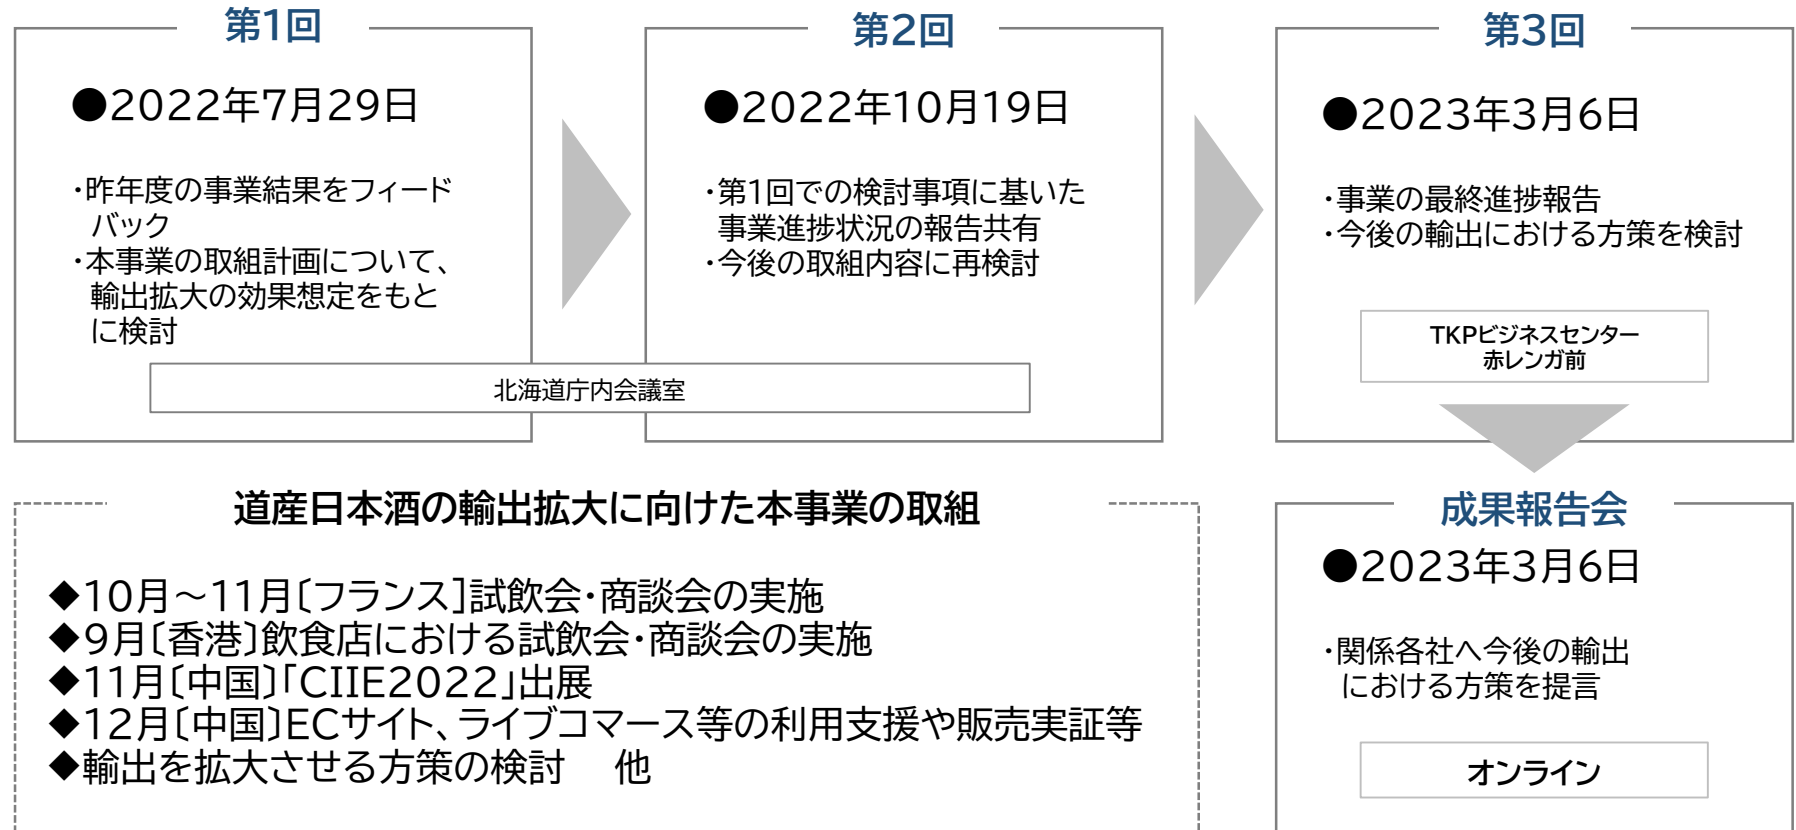 第1回
●2022年7月29日
・昨年度の事業結果をフィード
バック
・本事業の取組計画について、
輸出拡大の効果想定をもと
に検討
第2回
●2022年10月19日
・第1回での検討事項に基いた
事業進捗状況の報告共有
・今後の取組内容に再検討
北海道庁内会議室
第3回
●2023年3月6日
・事業の最終進捗報告
・今後の輸出における方策を検討
TKPビジネスセンター
赤レンガ前
道産日本酒の輸出拡大に向けた本事業の取組
◆10月～11月〔フランス］試飲会・商談会の実施
◆9月〔香港〕飲食店における試飲会・商談会の実施
◆11月〔中国〕「CIIE2022」出展
◆12月〔中国〕ECサイト、ライブコマース等の利用支援や販売実証等
◆輸出を拡大させる方策の検討　他
成果報告会
●2023年3月6日
・関係各社へ今後の輸出
における方策を提言
オンライン